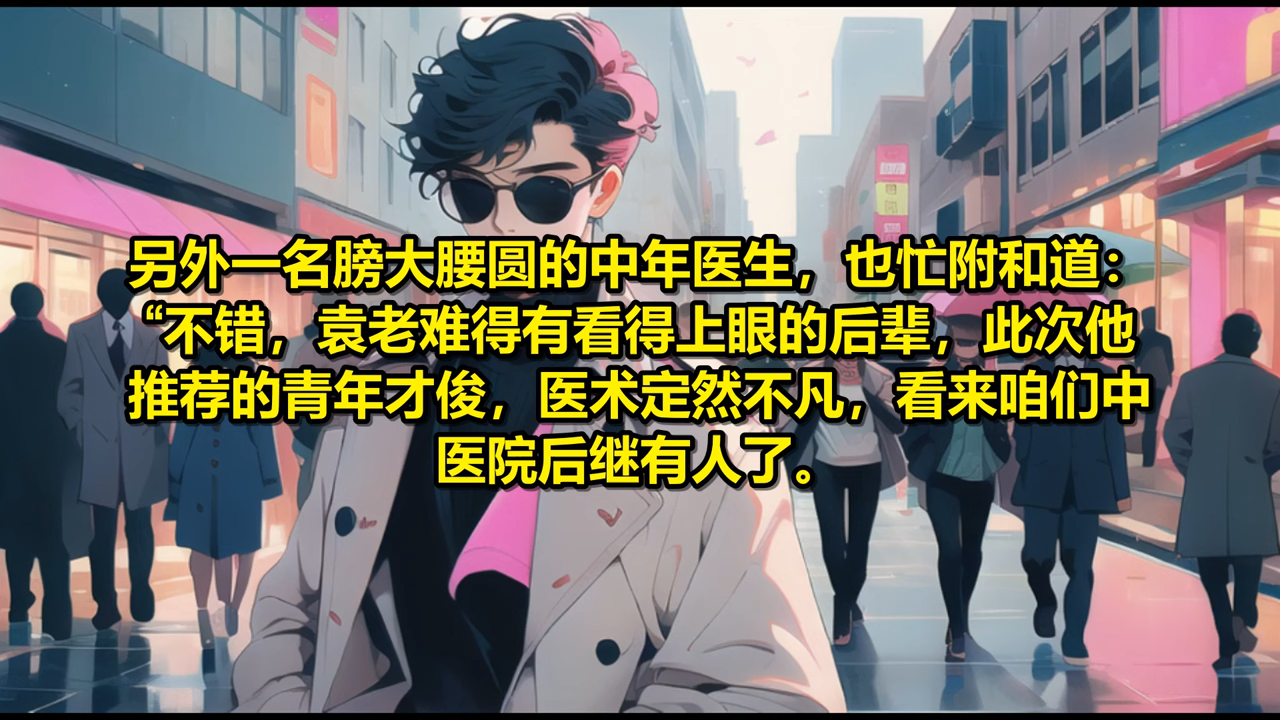 另外一名膀大腰圆的中年医生，也忙附和道：
“不错，袁老难得有看得上眼的后辈，此次他
推荐的青年才俊，医术定然不凡，看来咱们中
医院后继有人了。